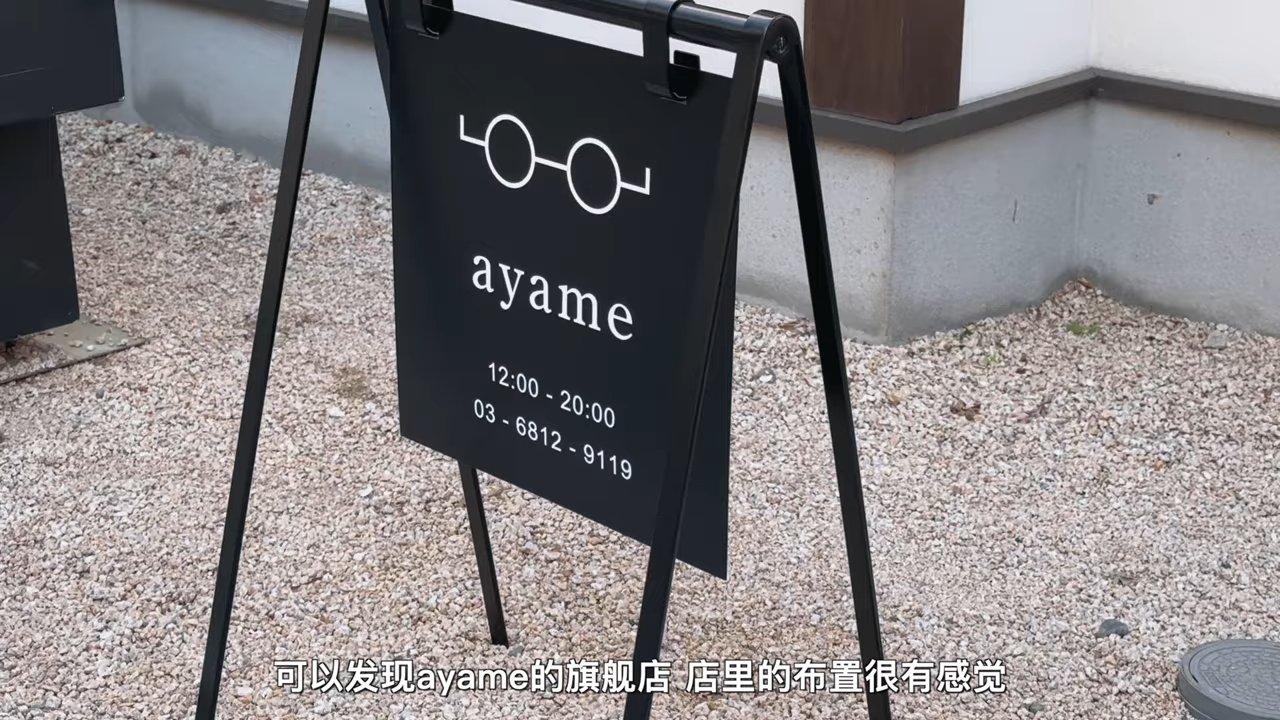 ayame
12:00 - 20:00
03 - 6812 - 9119
可以发现ayame的旗舰店 店里的布置很有感觉